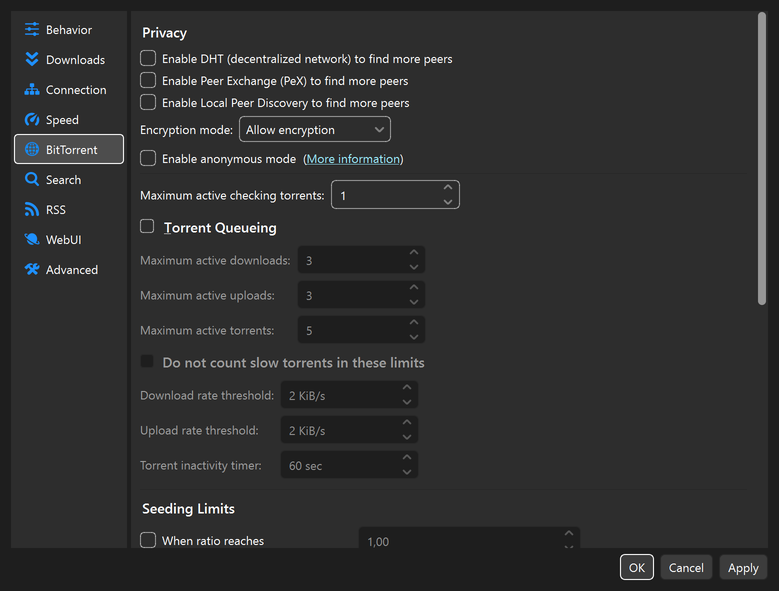 Behavior
Downloads
Connection
Speed
BitTorrent
Search
RSS
WebUI
Advanced
Privacy
Enable DHT (decentralized network) to find more peers
Enable Peer Exchange (PeX) to find more peers
Enable Local Peer Discovery to find more peers
Encryption mode: Allow encryption
Enable anonymous mode (More information)
Maximum active checking torrents: 1
Torrent Queueing
Maximum active downloads: 3
Maximum active uploads: 3
Maximum active torrents: 5
Do not count slow torrents in these limits
Download rate threshold: 2 KiB/s
Upload rate threshold: 2 KiB/s
Torrent inactivity timer: 60 sec
Seeding Limits
When ratio reaches 1,00
OK Cancel Apply